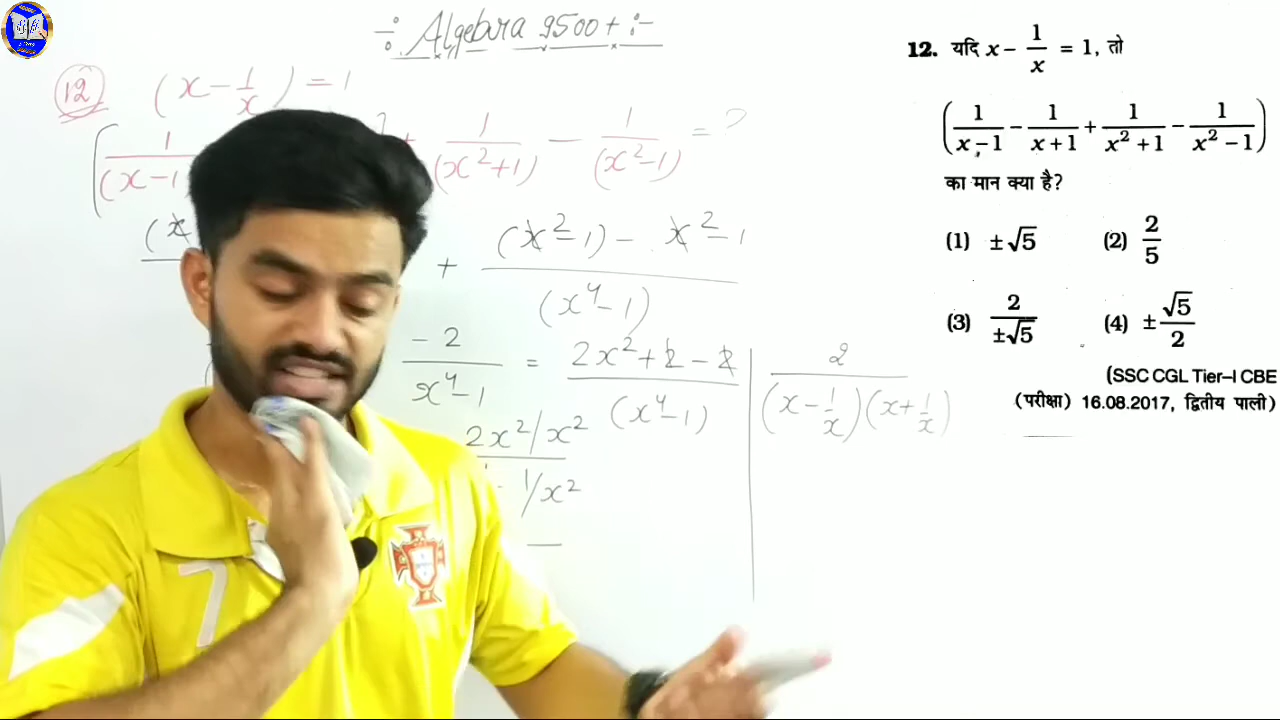 ÷ Algebra 9500+ :-
12 (x - 1/x) = 1
1/(x-1) + 1/(x²+1) - 1/(x²-1) = ?
+ (x²-1) - x²-1 / (x⁴-1)
-2/x⁴-1 = 2x²+2-2/(x⁴-1)
2x²/x²
1/x²
2/(x-1/x)(x+1/x)
7
12. यदि x - 1/x = 1, तो
(1/x-1 - 1/x+1 + 1/x²+1 - 1/x²-1)
का मान क्या है?
(1) ±√5 (2) 2/5
(3) 2/±√5 (4) ±√5/2
(SSC CGL Tier-I CBE
(परीक्षा) 16.08.2017, द्वितीय पाली)